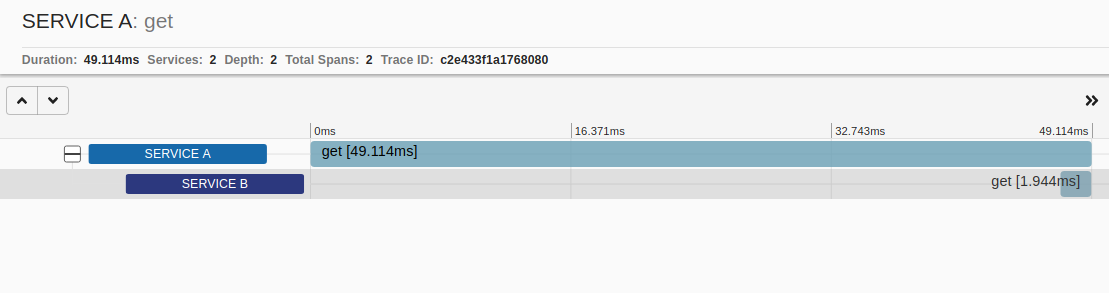 SERVICE A: get
Duration: 49.114ms Services: 2 Depth: 2 Total Spans: 2 Trace ID: c2e433f1a1768080
0ms 16.371ms 32.743ms 49.114ms
SERVICE A get [49.114ms]
SERVICE B get [1.944ms]